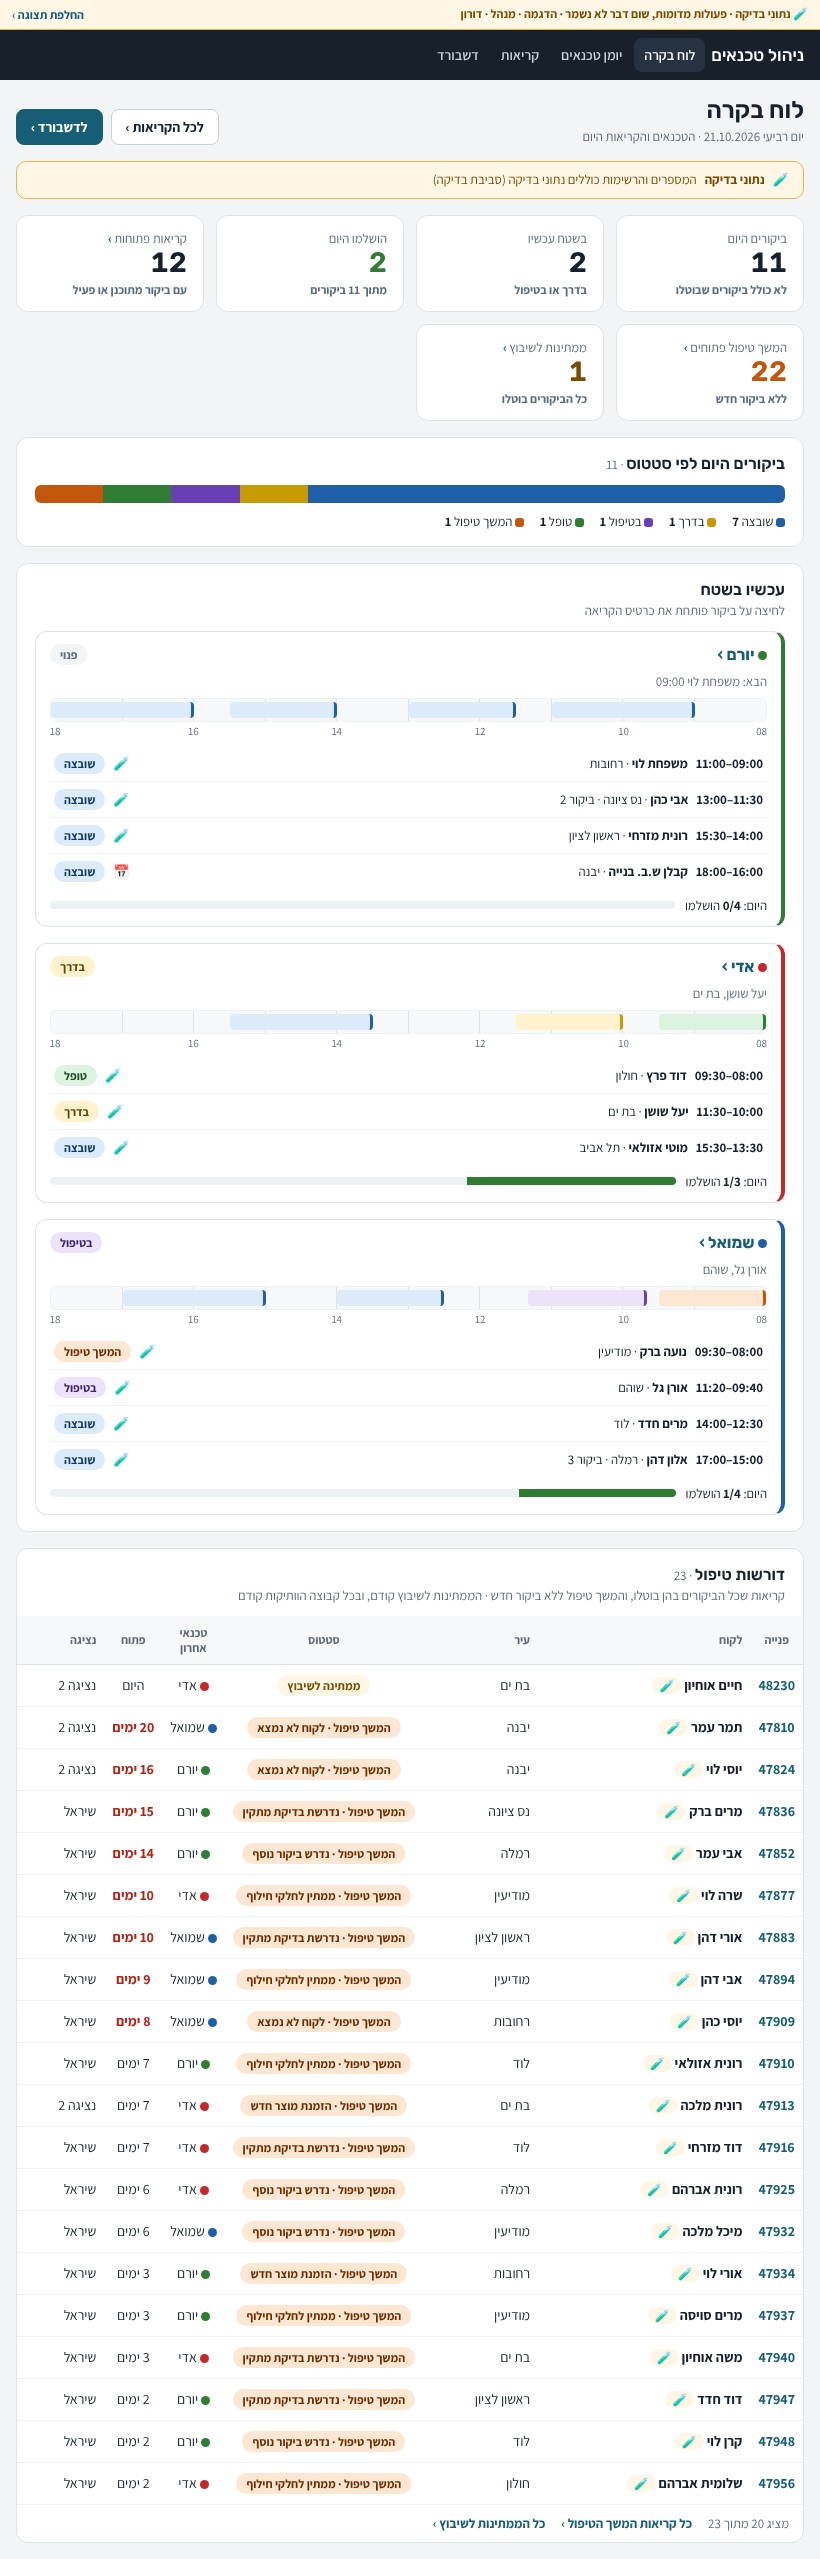 🧪 נתוני בדיקה · פעולות מדומות, שום דבר לא נשמר · הדגמה · מנהל · דורון
החלפת תצוגה ›
ניהול טכנאים לוח בקרה יומן טכנאים קריאות דשבורד
לוח בקרה
יום רביעי 21.10.2026 · הטכנאים והקריאות היום
לכל הקריאות ›
לדשבורד ›
🧪 נתוני בדיקה המספרים והרשימות כוללים נתוני בדיקה (סביבת בדיקה)
ביקורים היום
11
לא כולל ביקורים שבוטלו
בשטח עכשיו
2
בדרך או בטיפול
הושלמו היום
2
מתוך 11 ביקורים
קריאות פתוחות ›
12
עם ביקור מתוכנן או פעיל
המשך טיפול פתוחים ›
22
ללא ביקור חדש
ממתינות לשיבוץ ›
1
כל הביקורים בוטלו
ביקורים היום לפי סטטוס · 11
שובצה 7 בדרך 1 בטיפול 1 טופל 1 המשך טיפול 1
עכשיו בשטח
לחיצה על ביקור פותחת את כרטיס הקריאה
יורם › פנוי
הבא: משפחת לוי 09:00
08 10 12 14 16 18
09:00–11:00 משפחת לוי · רחובות 🧪 שובצה
11:30–13:00 אבי כהן · נס ציונה · ביקור 2 🧪 שובצה
14:00–15:30 רונית מזרחי · ראשון לציון 🧪 שובצה
16:00–18:00 קבלן ש.ב. בנייה · יבנה 📅 שובצה
היום: 0/4 הושלמו
אדי › בדרך
יעל שושן, בת ים
08 10 12 14 16 18
08:00–09:30 דוד פרץ · חולון 🧪 טופל
10:00–11:30 יעל שושן · בת ים 🧪 בדרך
13:30–15:30 מוטי אזולאי · תל אביב 🧪 שובצה
היום: 1/3 הושלמו
שמואל › בטיפול
אורן גל, שוהם
08 10 12 14 16 18
08:00–09:30 נועה ברק · מודיעין 🧪 המשך טיפול
09:40–11:20 אורן גל · שוהם 🧪 בטיפול
12:30–14:00 מרים חדד · לוד 🧪 שובצה
15:00–17:00 אלון דהן · רמלה · ביקור 3 🧪 שובצה
היום: 1/4 הושלמו
דורשות טיפול · 23
קריאות שכל הביקורים בהן בוטלו, והמשך טיפול ללא ביקור חדש · הממתינות לשיבוץ קודם, ובכל קבוצה הוותיקות קודם
פנייה לקוח עיר סטטוס טכנאי אחרון פתוח נציגה
48230 חיים אוחיון 🧪 בת ים ממתינה לשיבוץ אדי היום נציגה 2
47810 תמר עמר 🧪 יבנה המשך טיפול · לקוח לא נמצא שמואל 20 ימים נציגה 2
47824 יוסי לוי 🧪 יבנה המשך טיפול · לקוח לא נמצא יורם 16 ימים נציגה 2
47836 מרים ברק 🧪 נס ציונה המשך טיפול · נדרשת בדיקת מתקין יורם 15 ימים שיראל
47852 אבי עמר 🧪 רמלה המשך טיפול · נדרש ביקור נוסף יורם 14 ימים שיראל
47877 שרה לוי 🧪 מודיעין המשך טיפול · ממתין לחלקי חילוף אדי 10 ימים שיראל
47883 אורי דהן 🧪 ראשון לציון המשך טיפול · נדרשת בדיקת מתקין שמואל 10 ימים שיראל
47894 אבי דהן 🧪 מודיעין המשך טיפול · ממתין לחלקי חילוף שמואל 9 ימים שיראל
47909 יוסי כהן 🧪 רחובות המשך טיפול · לקוח לא נמצא שמואל 8 ימים שיראל
47910 רונית אזולאי 🧪 לוד המשך טיפול · ממתין לחלקי חילוף יורם 7 ימים שיראל
47913 רונית מלכה 🧪 בת ים המשך טיפול · הזמנת מוצר חדש אדי 7 ימים נציגה 2
47916 דוד מזרחי 🧪 לוד המשך טיפול · נדרשת בדיקת מתקין אדי 7 ימים שיראל
47925 רונית אברהם 🧪 רמלה המשך טיפול · נדרש ביקור נוסף אדי 6 ימים שיראל
47932 מיכל מלכה 🧪 מודיעין המשך טיפול · נדרש ביקור נוסף שמואל 6 ימים שיראל
47934 אורי לוי 🧪 רחובות המשך טיפול · הזמנת מוצר חדש יורם 3 ימים שיראל
47937 מרים סויסה 🧪 מודיעין המשך טיפול · ממתין לחלקי חילוף יורם 3 ימים שיראל
47940 משה אוחיון 🧪 בת ים המשך טיפול · נדרשת בדיקת מתקין אדי 3 ימים שיראל
47947 דוד חדד 🧪 ראשון לציון המשך טיפול · נדרשת בדיקת מתקין יורם 2 ימים שיראל
47948 קרן לוי 🧪 לוד המשך טיפול · נדרש ביקור נוסף יורם 2 ימים שיראל
47956 שלומית אברהם 🧪 חולון המשך טיפול · ממתין לחלקי חילוף אדי 2 ימים שיראל
מציג 20 מתוך 23 כל קריאות המשך הטיפול › כל הממתינות לשיבוץ ›